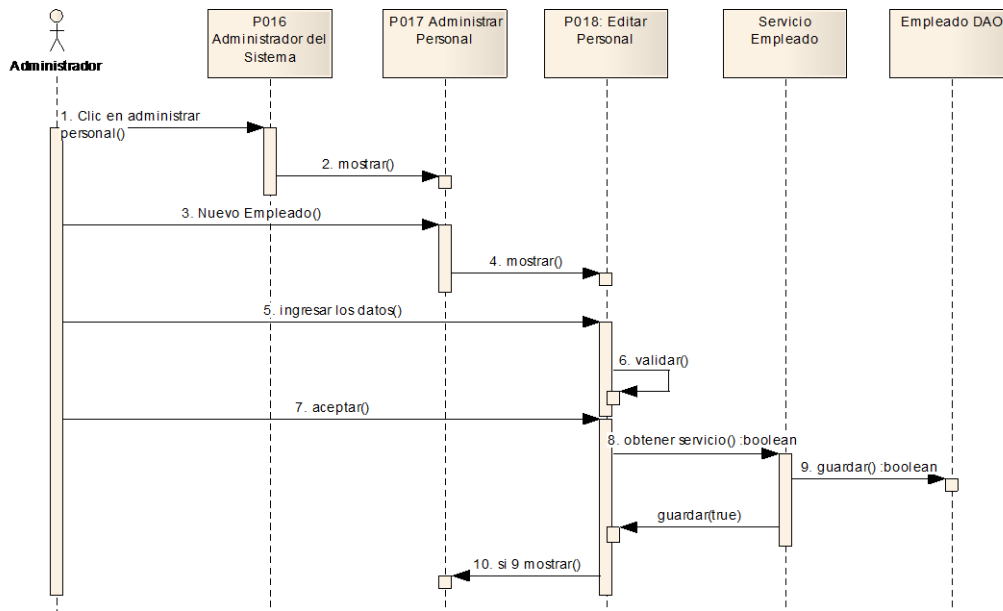 P016
Administrador del
Sistema
P017 Administrar
Personal
P018: Editar
Personal
Servicio
Empleado
Empleado DAO
Administrador
1. Clic en administrar
personal()
2. mostrar()
3. Nuevo Empleado()
4. mostrar()
5. ingresar los datos()
6. validar()
7. aceptar()
8. obtener servicio() :boolean
9. guardar() :boolean
guardar(true)
10. si 9 mostrar()